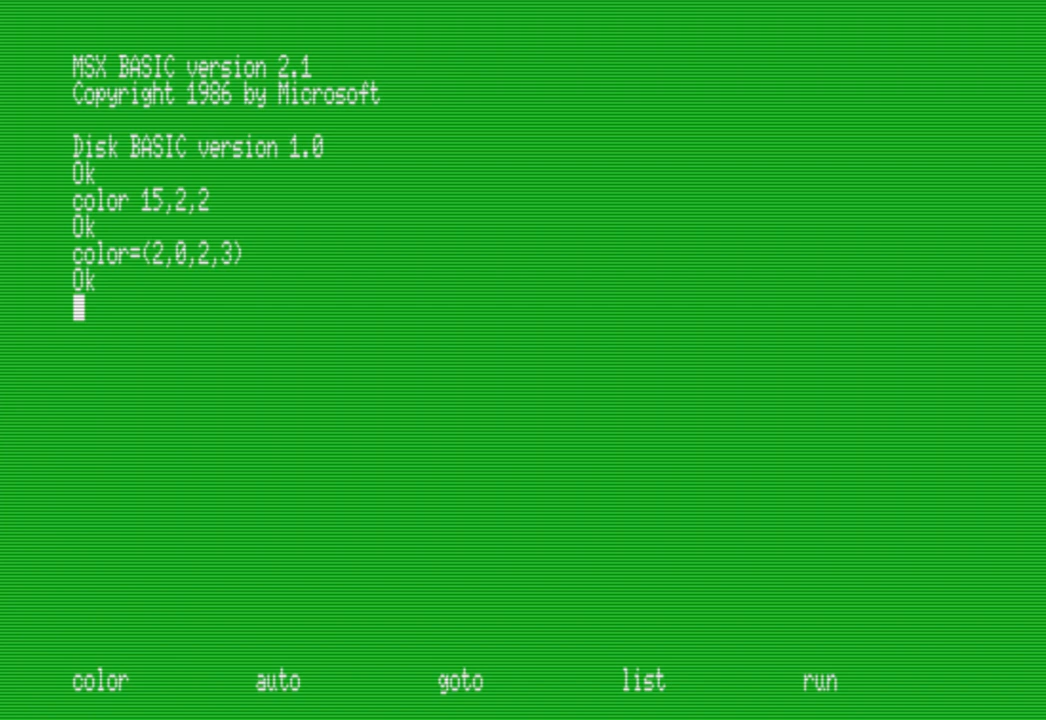 MSX BASIC version 2.1
Copyright 1986 by Microsoft
Disk BASIC version 1.0
Ok
color 15,2,2
Ok
color=(2,0,2,3)
Ok
color auto goto list run